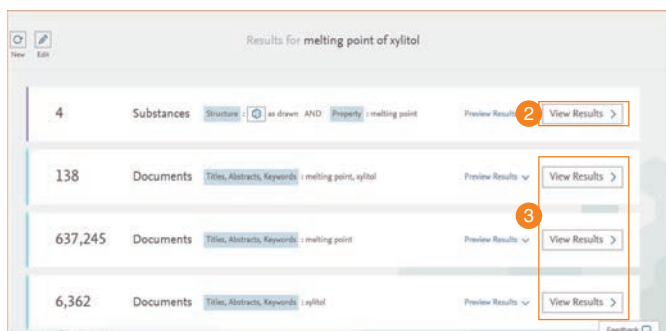 Results for melting point of xylitol
New Edit
4 Substances Structure : as drawn AND Property : melting point Preview Results 2 View Results >
138 Documents Titles, Abstracts, Keywords : melting point, xylitol Preview Results View Results >
3
637,245 Documents Titles, Abstracts, Keywords : melting point Preview Results View Results >
6,362 Documents Titles, Abstracts, Keywords : xylitol Preview Results View Results >
Feedback